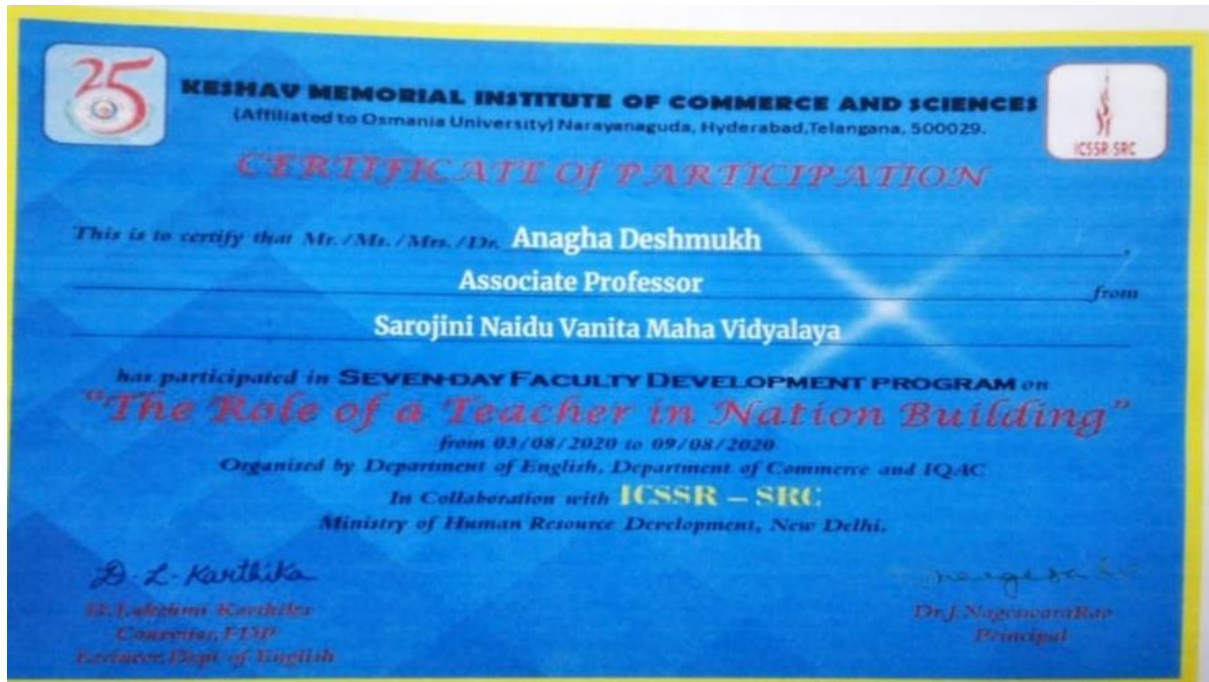 25
KESHAV MEMORIAL INSTITUTE OF COMMERCE AND SCIENCES
(Affiliated to Osmania University) Narayanaguda, Hyderabad,Telangana, 500029.
ICSSR-SRC
CERTIFICATE Of PARTICIPATION
This is to certify that Mr./Ms./Mrs./Dr. Anagha Deshmukh,
Associate Professor from
Sarojini Naidu Vanita Maha Vidyalaya
has participated in SEVEN-DAY FACULTY DEVELOPMENT PROGRAM on
"The Role of a Teacher in Nation Building"
from 03/08/2020 to 09/08/2020
Organized by Department of English, Department of Commerce and IQAC
In Collaboration with ICSSR – SRC
Ministry of Human Resource Development, New Delhi.
D. L. Karthika
D. Lakshmi Karthika
Convenor, FDP
Lecturer, Dept of English
Dr.J.NageswaraRao
Principal